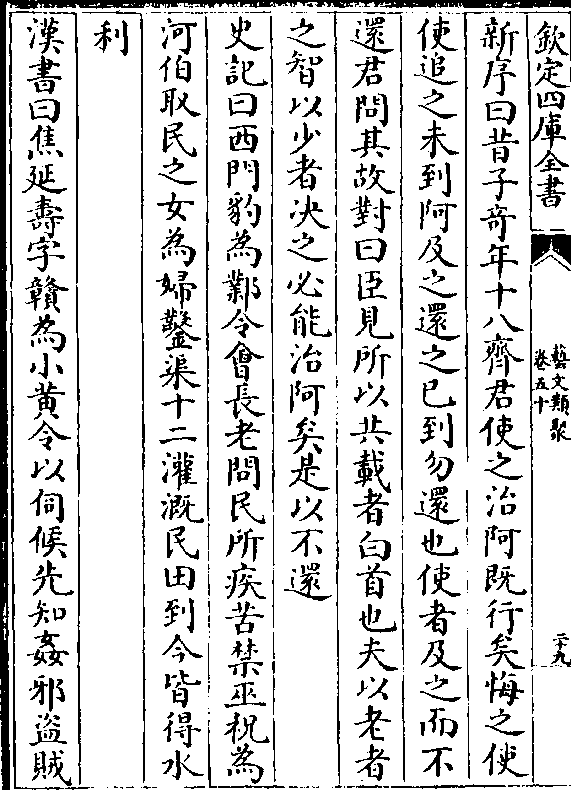 欽定四庫全書
藝文類聚
卷五十
二十九
新序曰昔子竒年十八齊君使之治阿既行矣悔之使
使追之未到阿及之還之已到勿還也使者及之而不
還君問其故對曰臣見所以共載者白首也夫以老者
之智以少者决之必能治阿矣是以不還
史記曰西門豹為鄴令㑹長老問民所疾苦禁巫祝為
河伯取民之女為婦鑿渠十二灌溉民田到今皆得水
利
漢書曰焦延壽字贛為小黄令以伺候先知姦邪盜賊